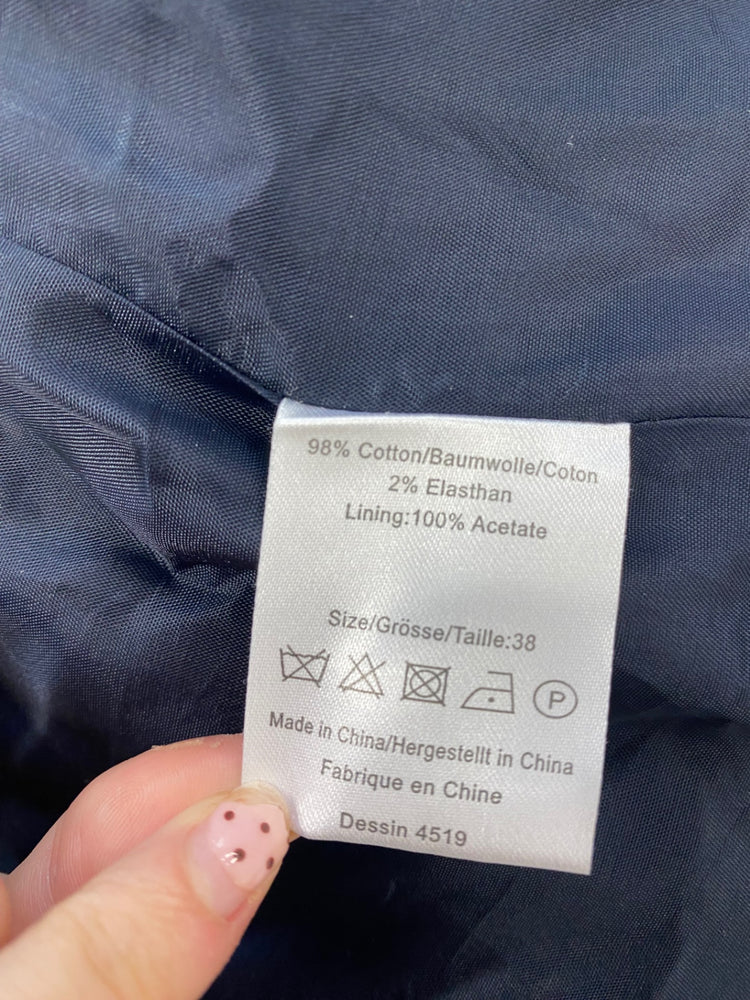 98% Cotton/Baumwolle/Coton
2% Elasthan
Lining:100% Acetate
Size/Grösse/Taille:38
P
Made in China/Hergestellt in China
Fabrique en Chine
Dessin 4519